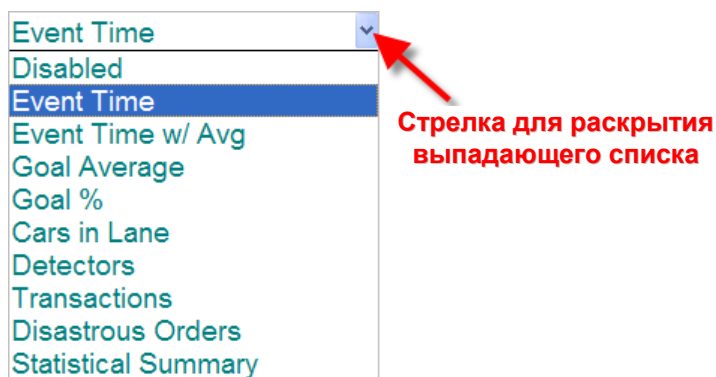 Event Time
Disabled
Event Time
Event Time w/ Avg
Goal Average
Goal %
Cars in Lane
Detectors
Transactions
Disastrous Orders
Statistical Summary
Стрелка для раскрытия
выпадающего списка